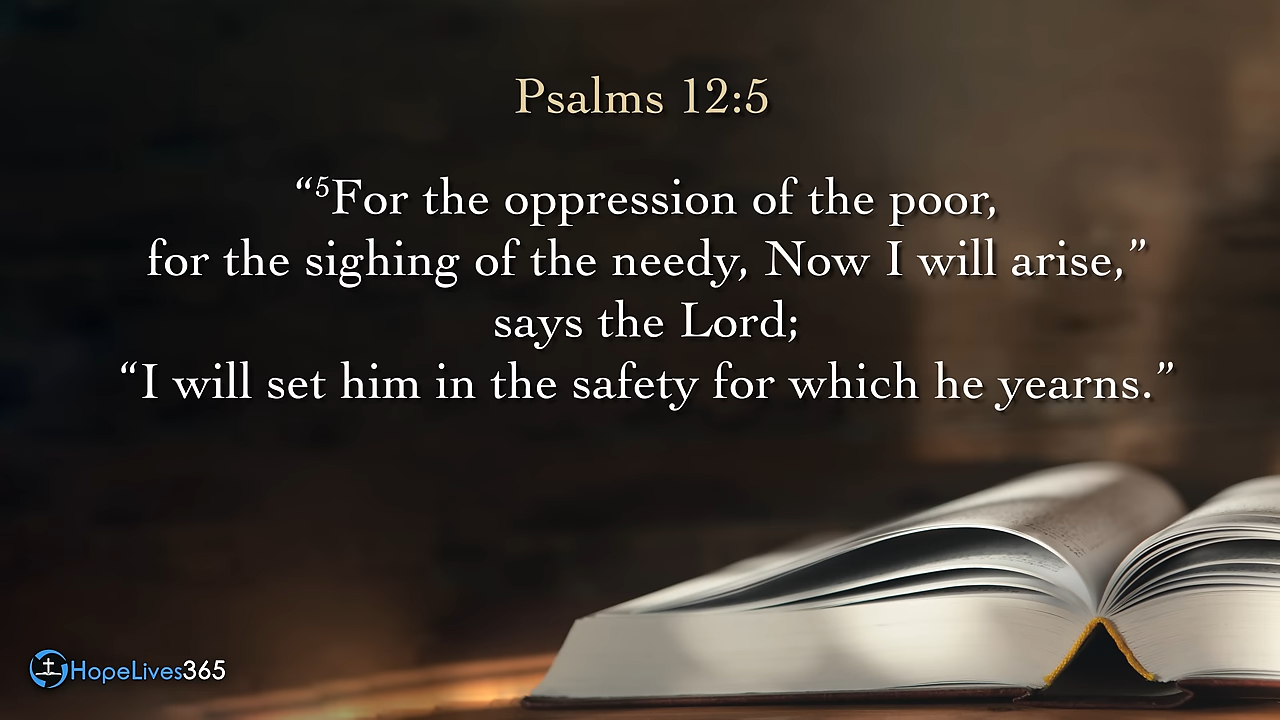 Psalms 12:5
“⁵For the oppression of the poor,
for the sighing of the needy, Now I will arise,”
says the Lord;
“I will set him in the safety for which he yearns.”
HopeLives365